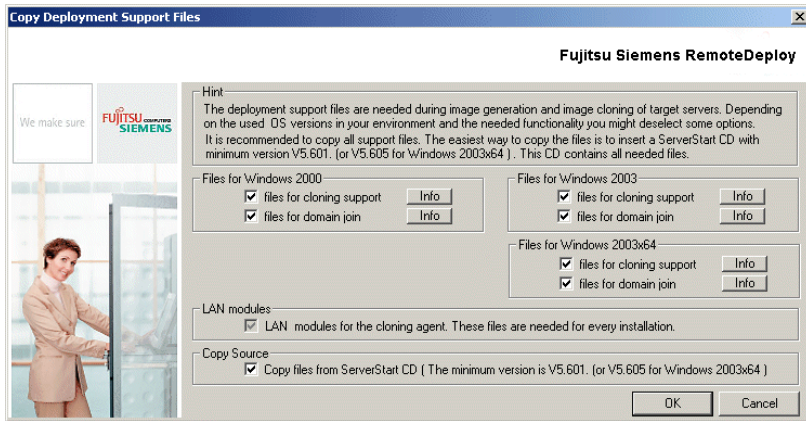 Copy Deployment Support Files
Fujitsu Siemens RemoteDeploy
We make sure
FUJITSU COMPUTERS
SIEMENS
Hint
The deployment support files are needed during image generation and image cloning of target servers. Depending
on the used OS versions in your environment and the needed functionality you might deselect some options.
It is recommended to copy all support files. The easiest way to copy the files is to insert a ServerStart CD with
minimum version V5.601. (or V5.605 for Windows 2003x64 ) . This CD contains all needed files.
Files for Windows 2000
files for cloning support Info
files for domain join Info
Files for Windows 2003
files for cloning support Info
files for domain join Info
Files for Windows 2003x64
files for cloning support Info
files for domain join Info
LAN modules
LAN modules for the cloning agent. These files are needed for every installation.
Copy Source
Copy files from ServerStart CD ( The minimum version is V5.601. (or V5.605 for Windows 2003x64 )
OK Cancel